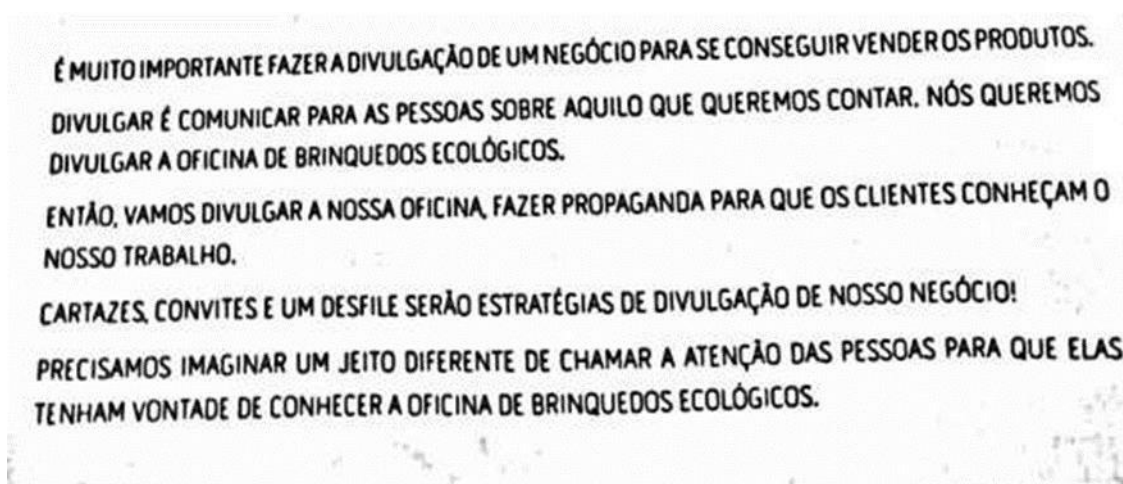 É MUITO IMPORTANTE FAZER A DIVULGAÇÃO DE UM NEGÓCIO PARA SE CONSEGUIR VENDER OS PRODUTOS.
DIVULGAR É COMUNICAR PARA AS PESSOAS SOBRE AQUILO QUE QUEREMOS CONTAR. NÓS QUEREMOS
DIVULGAR A OFICINA DE BRINQUEDOS ECOLÓGICOS.
ENTÃO, VAMOS DIVULGAR A NOSSA OFICINA, FAZER PROPAGANDA PARA QUE OS CLIENTES CONHEÇAM O
NOSSO TRABALHO.
CARTAZES, CONVITES E UM DESFILE SERÃO ESTRATÉGIAS DE DIVULGAÇÃO DE NOSSO NEGÓCIO!
PRECISAMOS IMAGINAR UM JEITO DIFERENTE DE CHAMAR A ATENÇÃO DAS PESSOAS PARA QUE ELAS
TENHAM VONTADE DE CONHECER A OFICINA DE BRINQUEDOS ECOLÓGICOS.